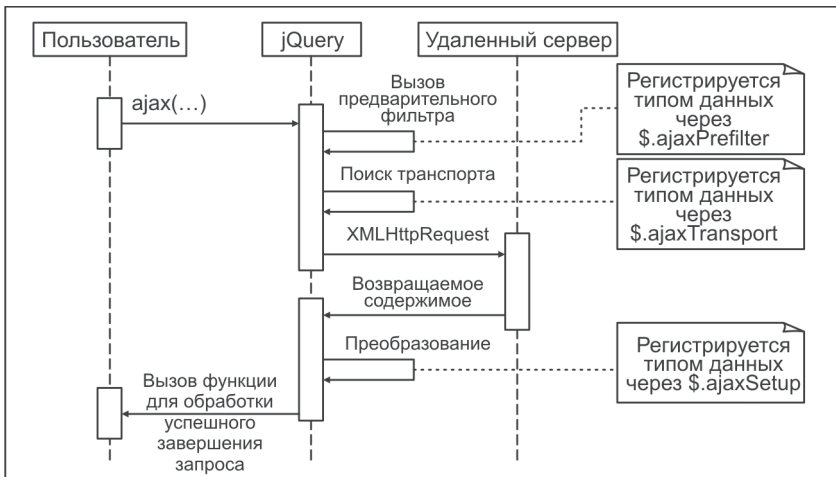 Пользователь
jQuery
Удаленный сервер
ajax(...)
Вызов
предварительного
фильтра
Регистрируется
типом данных
через
$.ajaxPrefilter
Поиск транспорта
Регистрируется
типом данных
через
$.ajaxTransport
XMLHttpRequest
Возвращаемое
содержимое
Преобразование
Регистрируется
типом данных
через $.ajaxSetup
Вызов функции
для обработки
успешного
завершения
запроса